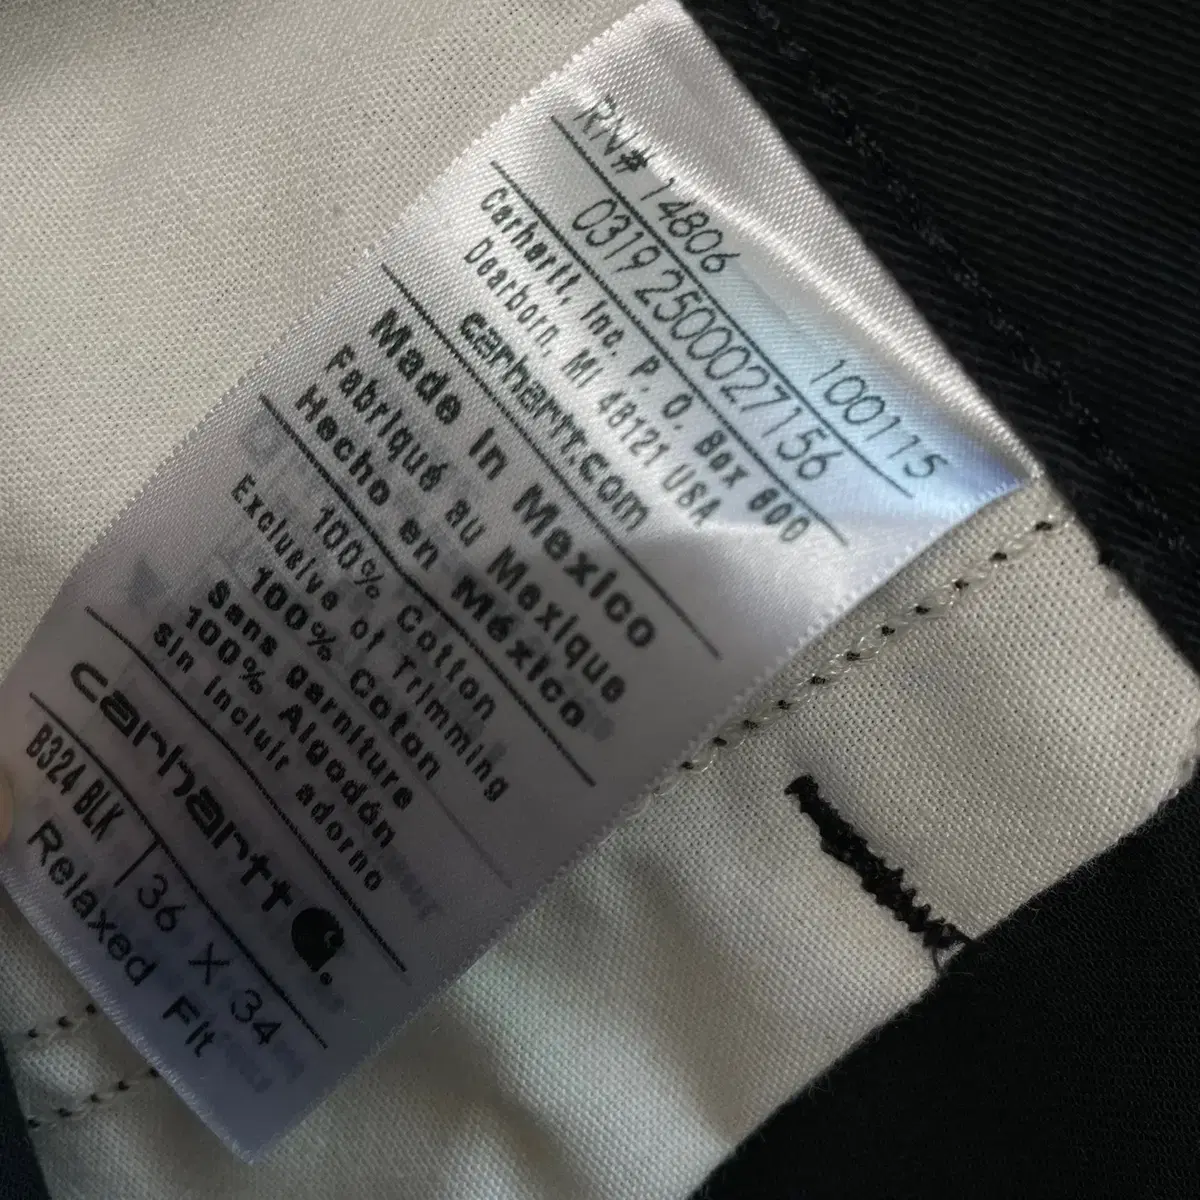 RN# 14806 100115
0319 25000027156
Carhartt, Inc. P. O. Box 600
Dearborn, MI 48121 USA
carhartt.com
Made In Mexico
Fabriqué au Mexique
Hecho en México
100% Cotton
Exclusive of Trimming
100% Coton
Sans garniture
100% Algodón
sin incluir adorno
carhartt
B324 BLK 36 X 34
Relaxed Fit